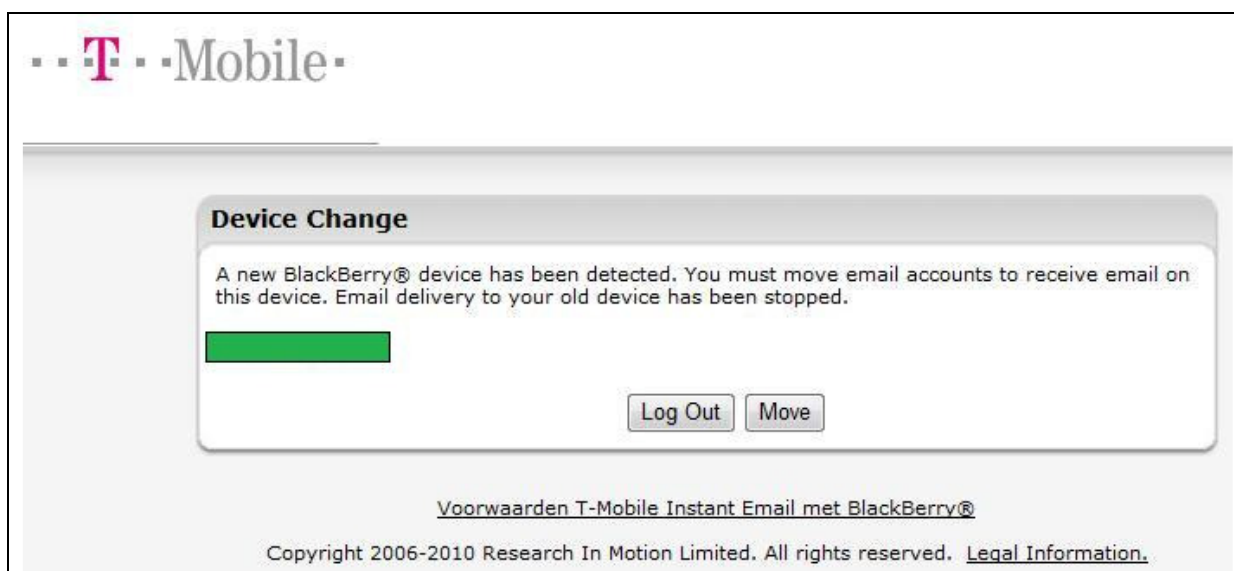 T Mobile
Device Change
A new BlackBerry® device has been detected. You must move email accounts to receive email on
this device. Email delivery to your old device has been stopped.
Log Out Move
Voorwaarden T-Mobile Instant Email met BlackBerry®
Copyright 2006-2010 Research In Motion Limited. All rights reserved. Legal Information.